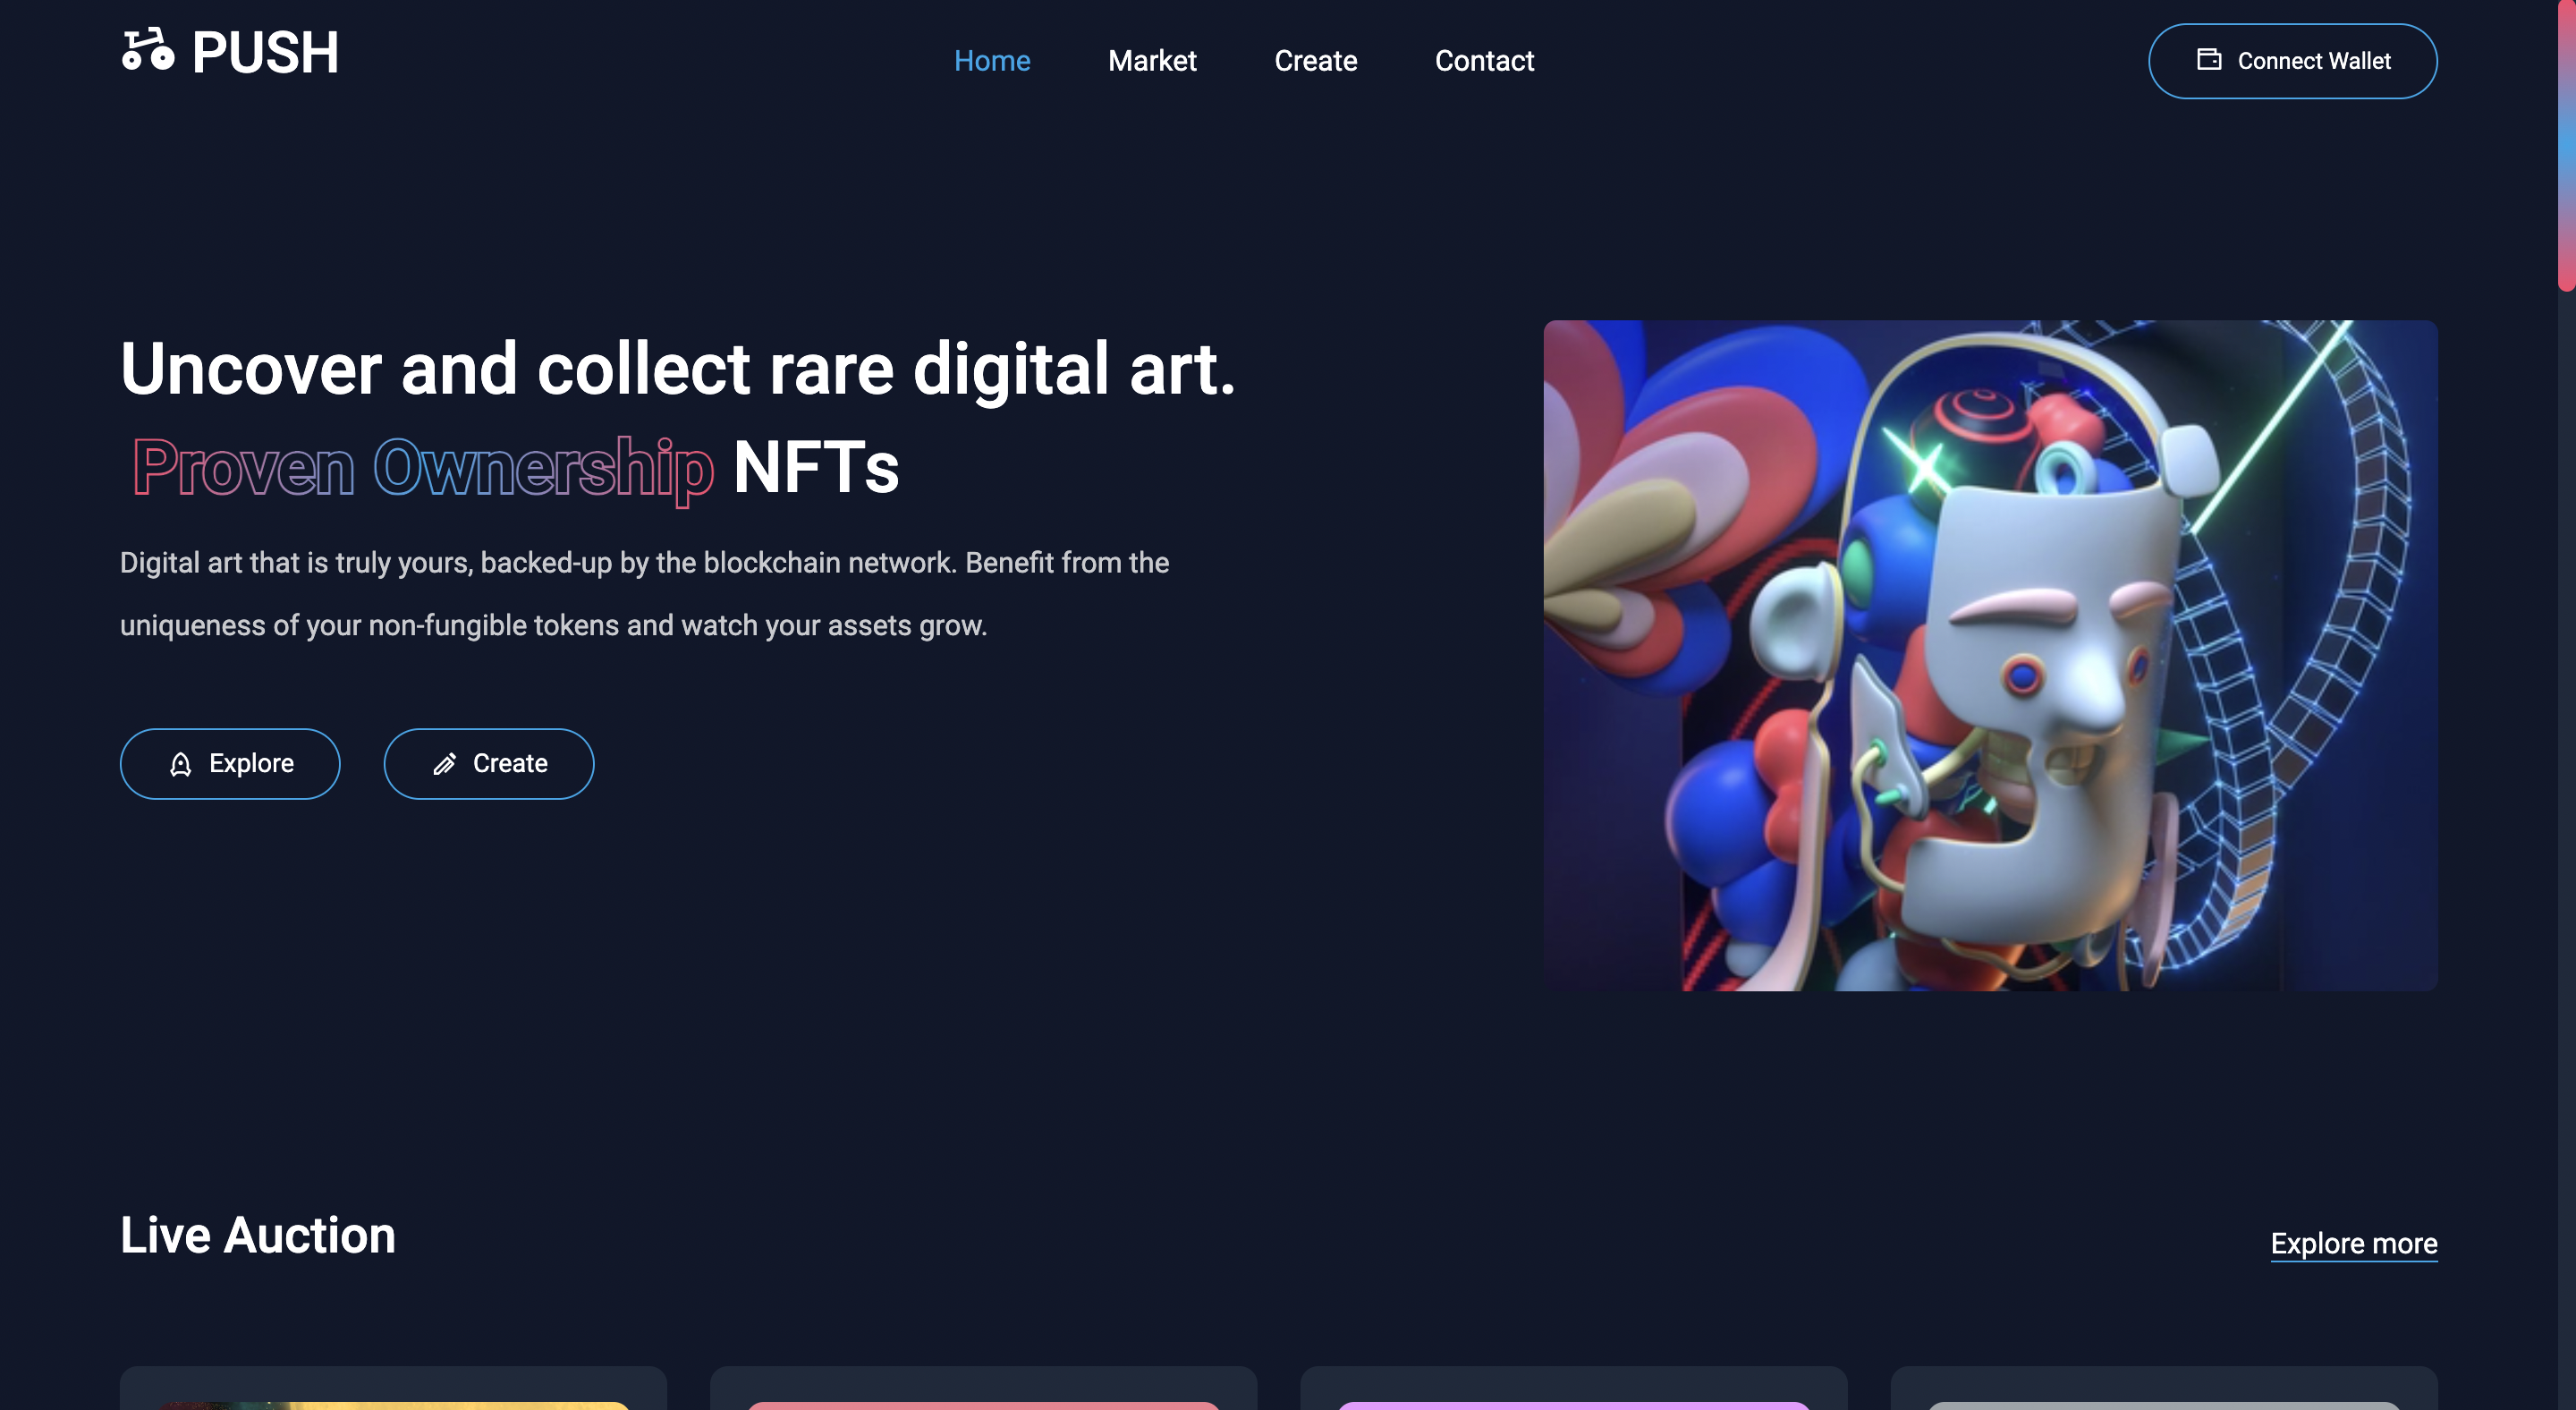 PUSH
Home
Market
Create
Contact
Connect Wallet
Uncover and collect rare digital art.
Proven Ownership NFTs
Digital art that is truly yours, backed-up by the blockchain network. Benefit from the
uniqueness of your non-fungible tokens and watch your assets grow.
Explore
Create
Live Auction
Explore more